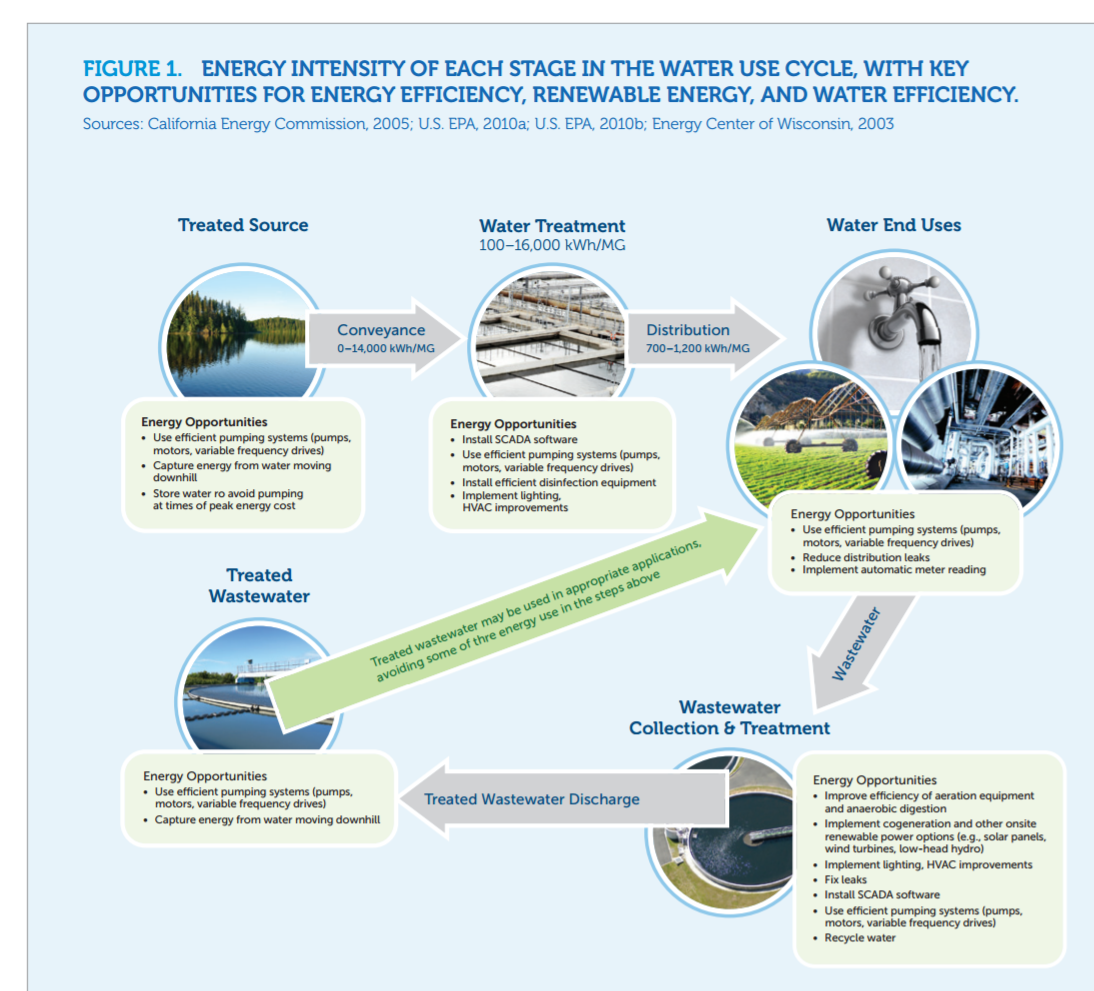 FIGURE 1. ENERGY INTENSITY OF EACH STAGE IN THE WATER USE CYCLE, WITH KEY
OPPORTUNITIES FOR ENERGY EFFICIENCY, RENEWABLE ENERGY, AND WATER EFFICIENCY.
Sources: California Energy Commission, 2005; U.S. EPA, 2010a; U.S. EPA, 2010b; Energy Center of Wisconsin, 2003
Treated Source
Conveyance
0–14,000 kWh/MG
Energy Opportunities
• Use efficient pumping systems (pumps,
motors, variable frequency drives)
• Capture energy from water moving
downhill
• Store water ro avoid pumping
at times of peak energy cost
Water Treatment
100–16,000 kWh/MG
Distribution
700–1,200 kWh/MG
Energy Opportunities
• Install SCADA software
• Use efficient pumping systems (pumps,
motors, variable frequency drives)
• Install efficient disinfection equipment
• Implement lighting,
HVAC improvements
Water End Uses
Energy Opportunities
• Use efficient pumping systems (pumps,
motors, variable frequency drives)
• Reduce distribution leaks
• Implement automatic meter reading
Wastewater
Wastewater
Collection & Treatment
Energy Opportunities
• Improve efficiency of aeration equipment
and anaerobic digestion
• Implement cogeneration and other onsite
renewable power options (e.g., solar panels,
wind turbines, low-head hydro)
• Implement lighting, HVAC improvements
• Fix leaks
• Install SCADA software
• Use efficient pumping systems (pumps,
motors, variable frequency drives)
• Recycle water
Treated Wastewater Discharge
Treated
Wastewater
Energy Opportunities
• Use efficient pumping systems (pumps,
motors, variable frequency drives)
• Capture energy from water moving downhill
Treated wastewater may be used in appropriate applications,
avoiding some of thre energy use in the steps above